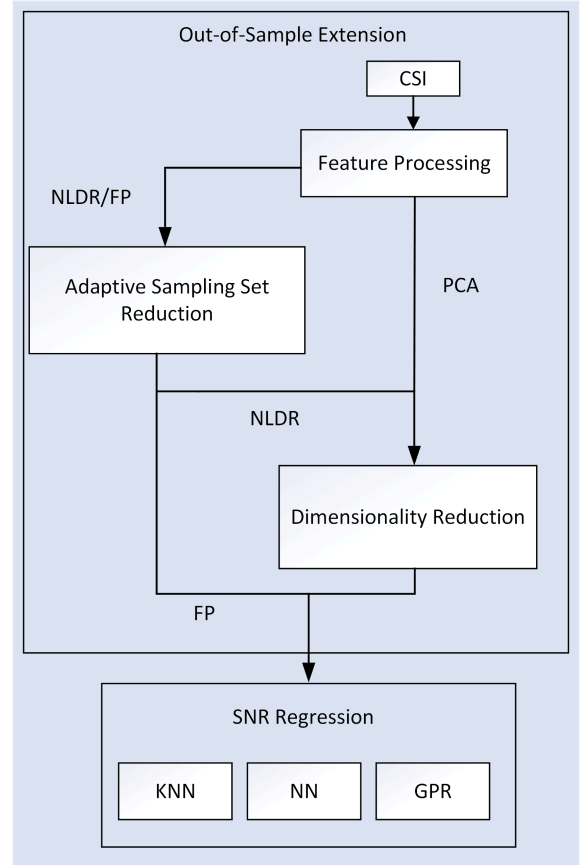 Out-of-Sample Extension
CSI
Feature Processing
NLDR/FP
Adaptive Sampling Set
Reduction
PCA
NLDR
Dimensionality Reduction
FP
SNR Regression
KNN
NN
GPR